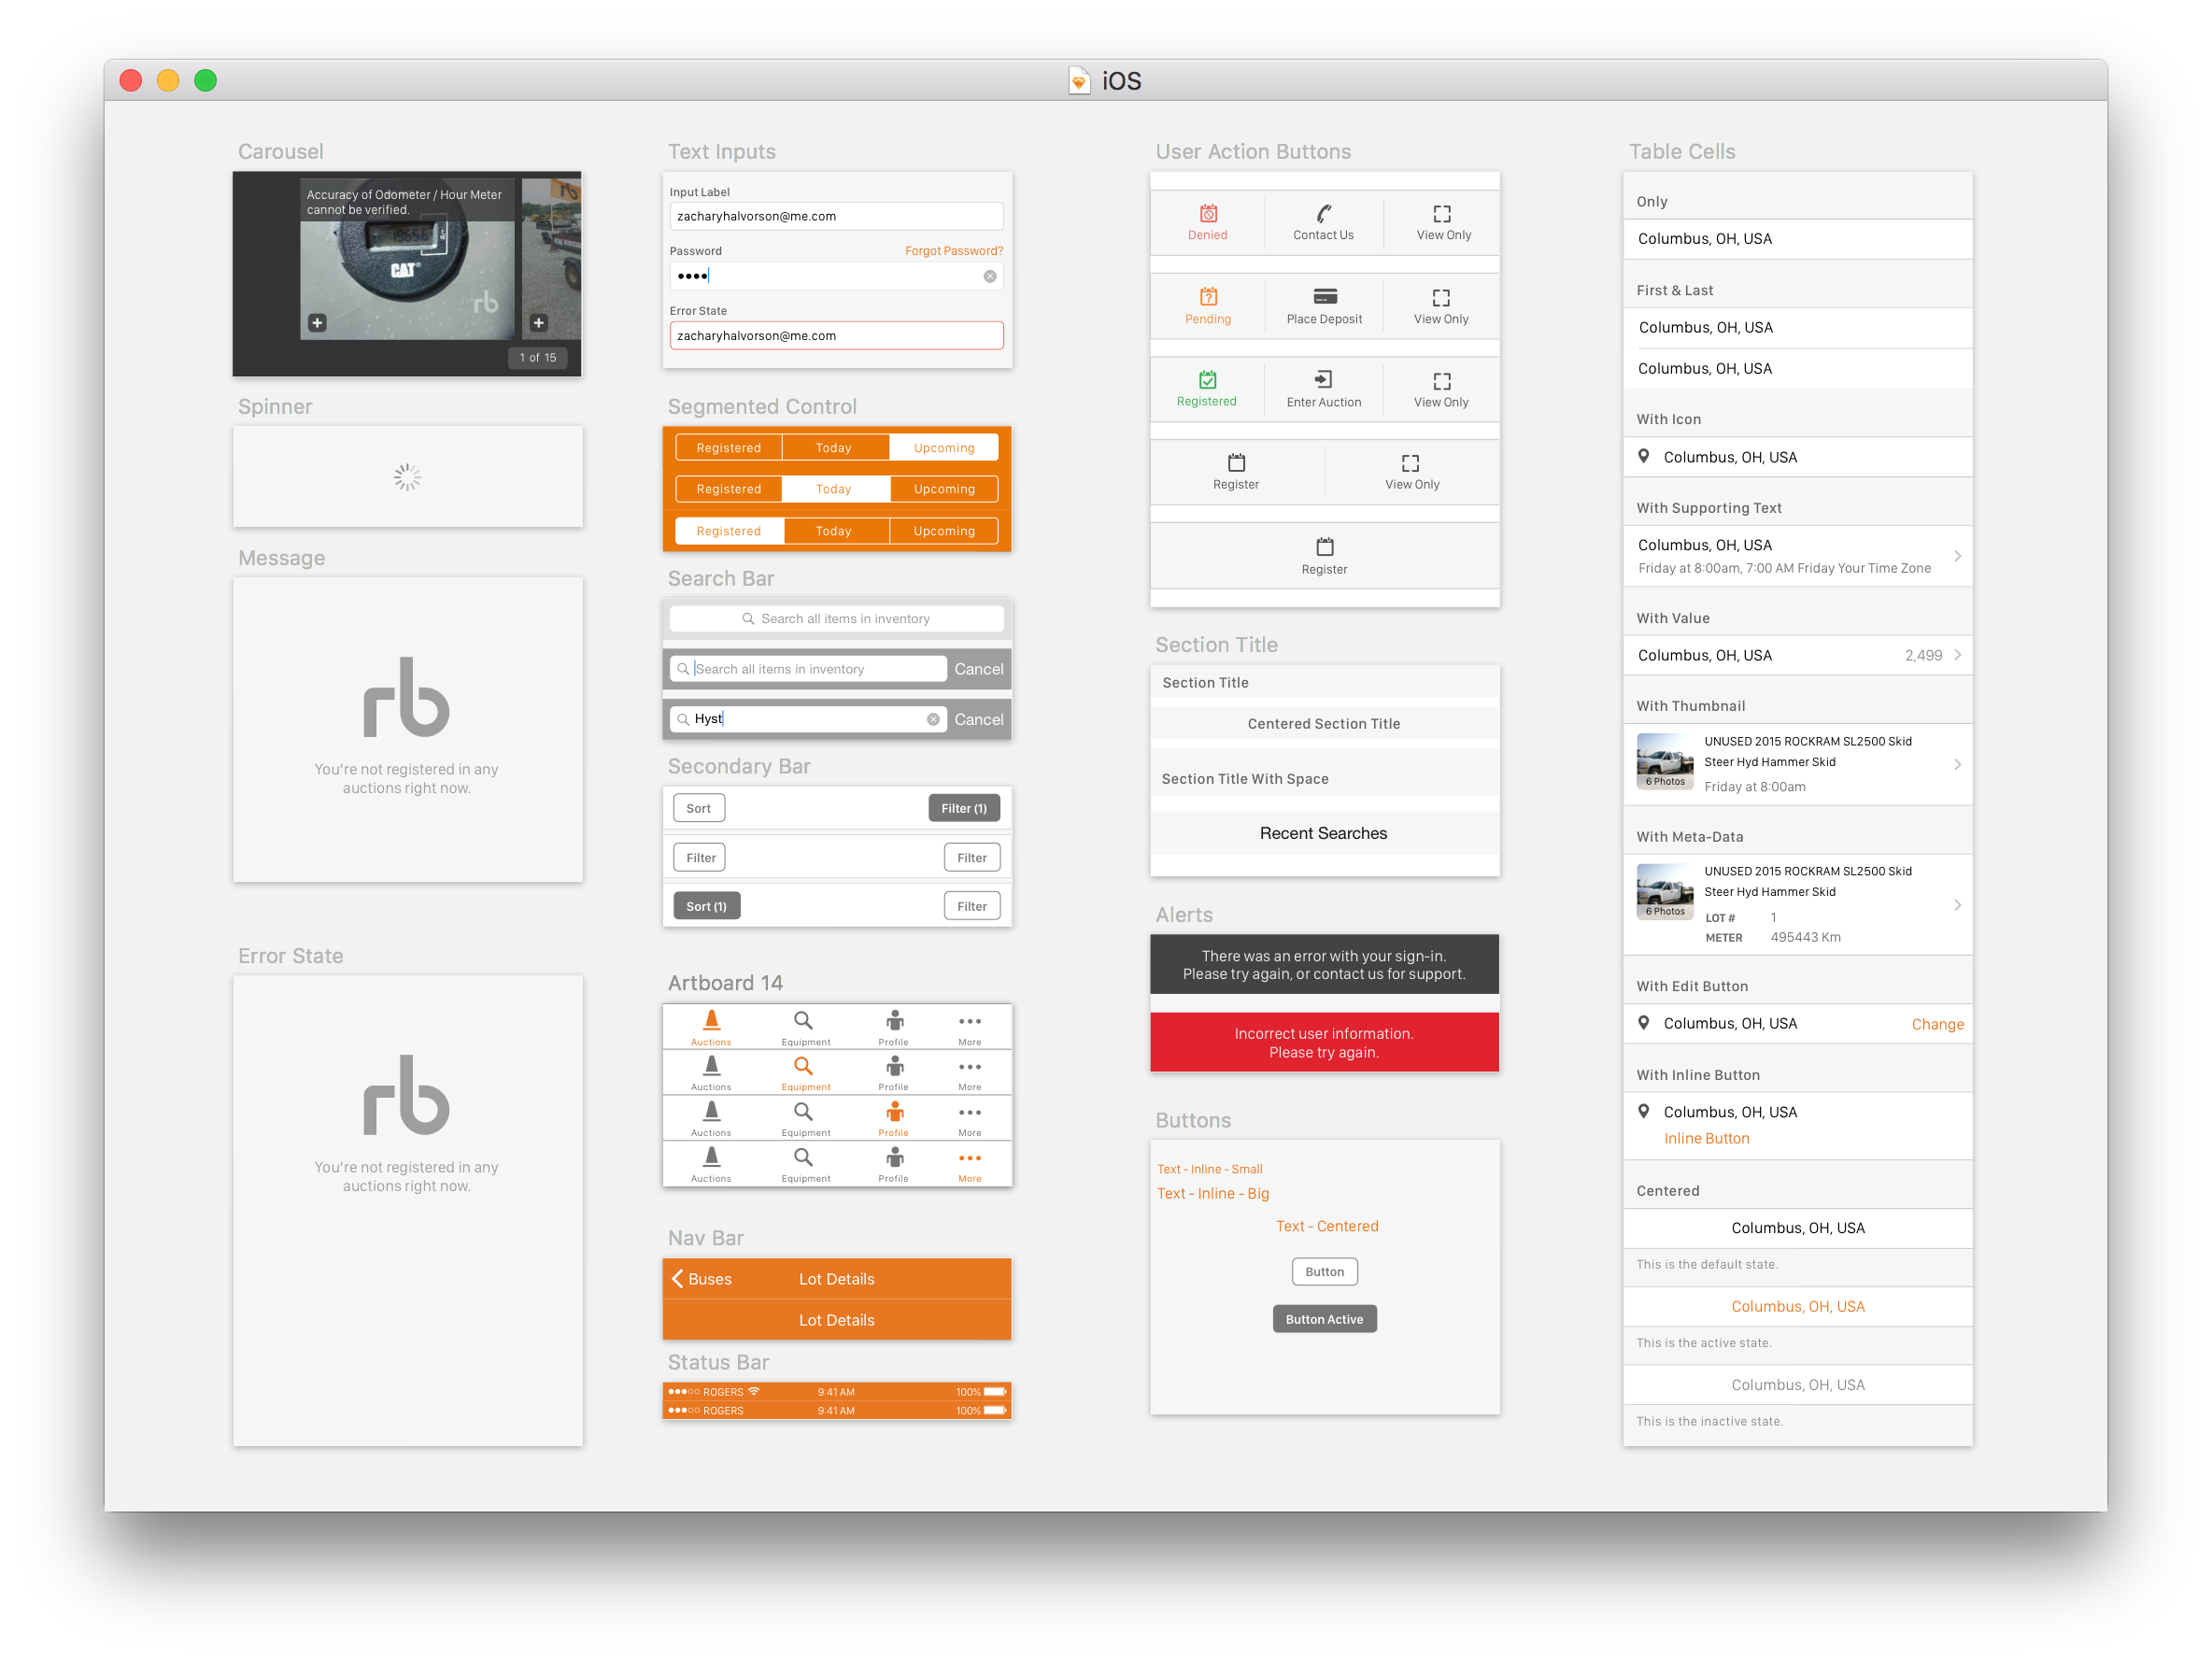 iOS
Carousel
Accuracy of Odometer / Hour Meter
cannot be verified.
CAT
rb
1 of 15
Spinner
Message
rb
You’re not registered in any
auctions right now.
Error State
rb
You’re not registered in any
auctions right now.
Text Inputs
Input Label
zacharyhalvorson@me.com
Password Forgot Password?
Error State
zacharyhalvorson@me.com
Segmented Control
Registered Today Upcoming
Registered Today Upcoming
Registered Today Upcoming
Search Bar
Search all items in inventory
Search all items in inventory Cancel
Hyst Cancel
Secondary Bar
Sort Filter (1)
Filter Filter
Sort (1) Filter
Artboard 14
Auctions Equipment Profile More
Auctions Equipment Profile More
Auctions Equipment Profile More
Auctions Equipment Profile More
Nav Bar
Buses Lot Details
Lot Details
Status Bar
ROGERS 9:41 AM 100%
ROGERS 9:41 AM 100%
User Action Buttons
Denied Contact Us View Only
Pending Place Deposit View Only
Registered Enter Auction View Only
Register View Only
Register
Section Title
Section Title
Centered Section Title
Section Title With Space
Recent Searches
Alerts
There was an error with your sign-in.
Please try again, or contact us for support.
Incorrect user information.
Please try again.
Buttons
Text - Inline - Small
Text - Inline - Big
Text - Centered
Button
Button Active
Table Cells
Only
Columbus, OH, USA
First & Last
Columbus, OH, USA
Columbus, OH, USA
With Icon
Columbus, OH, USA
With Supporting Text
Columbus, OH, USA
Friday at 8:00am, 7:00 AM Friday Your Time Zone
With Value
Columbus, OH, USA 2,499
With Thumbnail
UNUSED 2015 ROCKRAM SL2500 Skid
Steer Hyd Hammer Skid
6 Photos
Friday at 8:00am
With Meta-Data
UNUSED 2015 ROCKRAM SL2500 Skid
Steer Hyd Hammer Skid
6 Photos
LOT # 1
METER 495443 Km
With Edit Button
Columbus, OH, USA Change
With Inline Button
Columbus, OH, USA
Inline Button
Centered
Columbus, OH, USA
This is the default state.
Columbus, OH, USA
This is the active state.
Columbus, OH, USA
This is the inactive state.